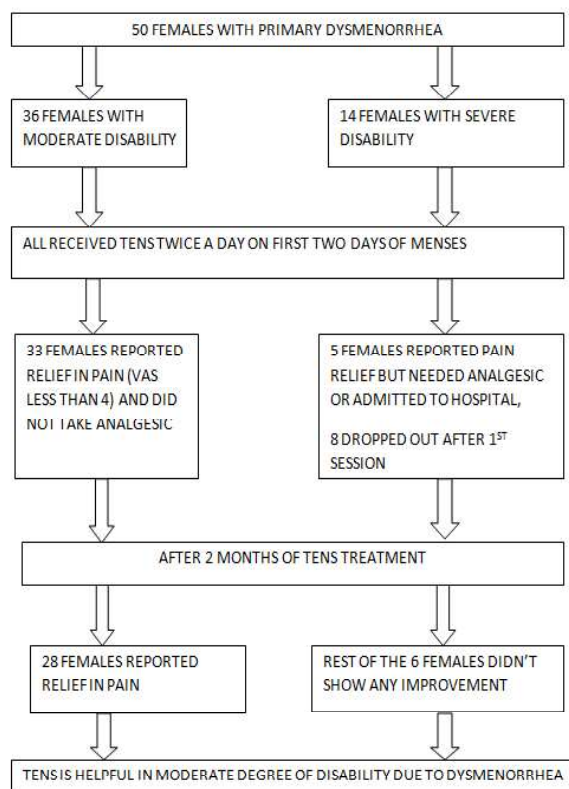 50 FEMALES WITH PRIMARY DYSMENORRHEA
36 FEMALES WITH
MODERATE DISABILITY
14 FEMALES WITH SEVERE
DISABILITY
ALL RECEIVED TENS TWICE A DAY ON FIRST TWO DAYS OF MENSES
33 FEMALES REPORTED
RELIEF IN PAIN (VAS
LESS THAN 4) AND DID
NOT TAKE ANALGESIC
5 FEMALES REPORTED PAIN
RELIEF BUT NEEDED ANALGESIC
OR ADMITTED TO HOSPITAL,
8 DROPPED OUT AFTER 1ST
SESSION
AFTER 2 MONTHS OF TENS TREATMENT
28 FEMALES REPORTED
RELIEF IN PAIN
REST OF THE 6 FEMALES DIDN'T
SHOW ANY IMPROVEMENT
TENS IS HELPFUL IN MODERATE DEGREE OF DISABILITY DUE TO DYSMENORRHEA